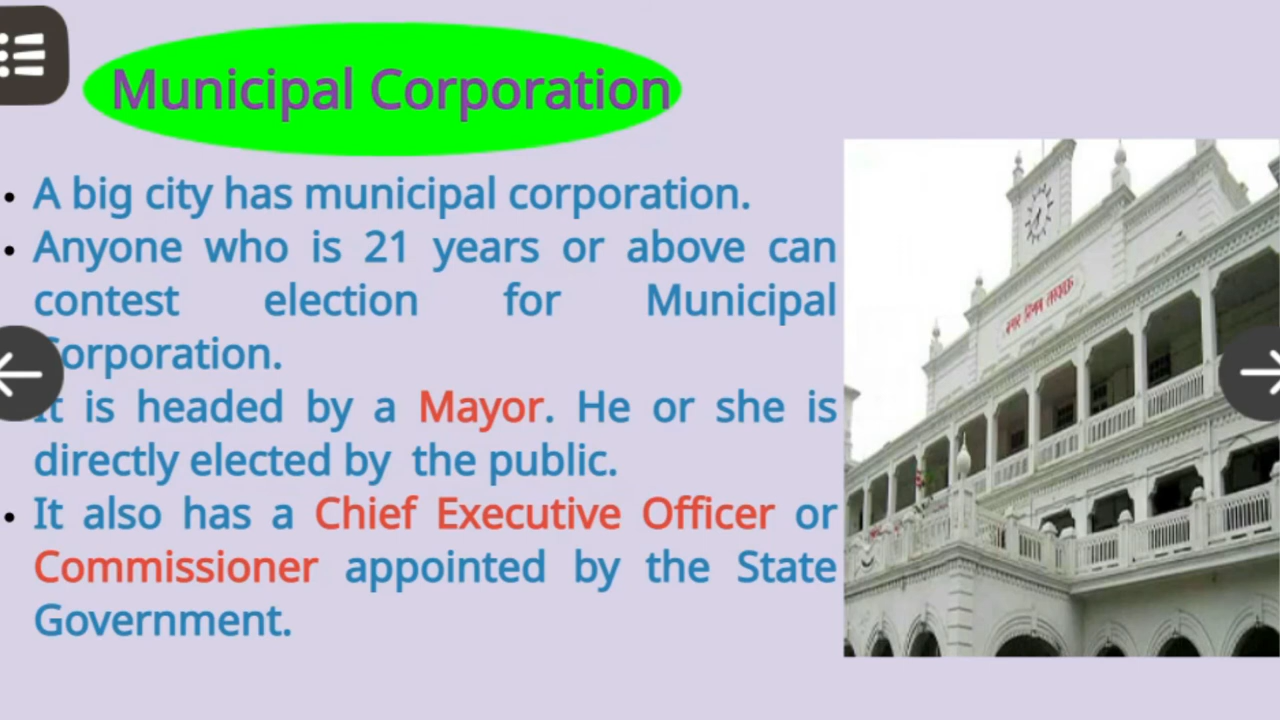 Municipal Corporation
• A big city has municipal corporation.
• Anyone who is 21 years or above can
contest election for Municipal
Corporation.
It is headed by a Mayor. He or she is
directly elected by the public.
• It also has a Chief Executive Officer or
Commissioner appointed by the State
Government.